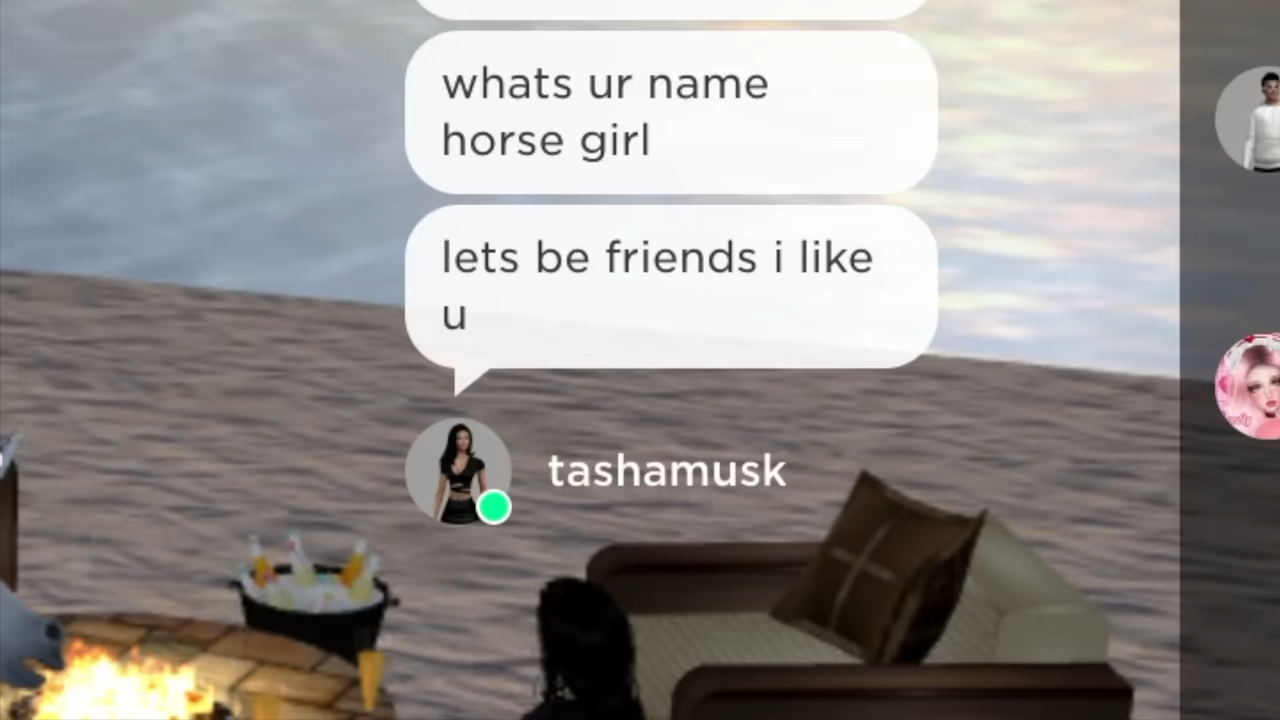 whats ur name
horse girl
lets be friends i like
u
tashamusk